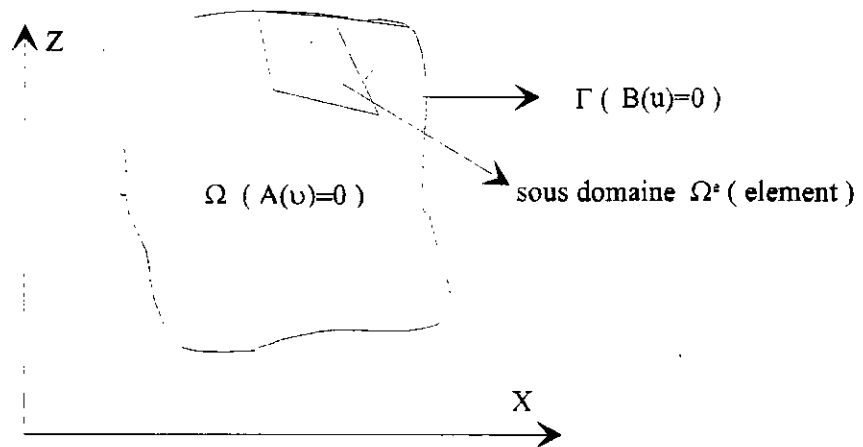 Z
Γ ( B(u)=0 )
Ω ( A(υ)=0 )
sous domaine Ωᵉ ( element )
X